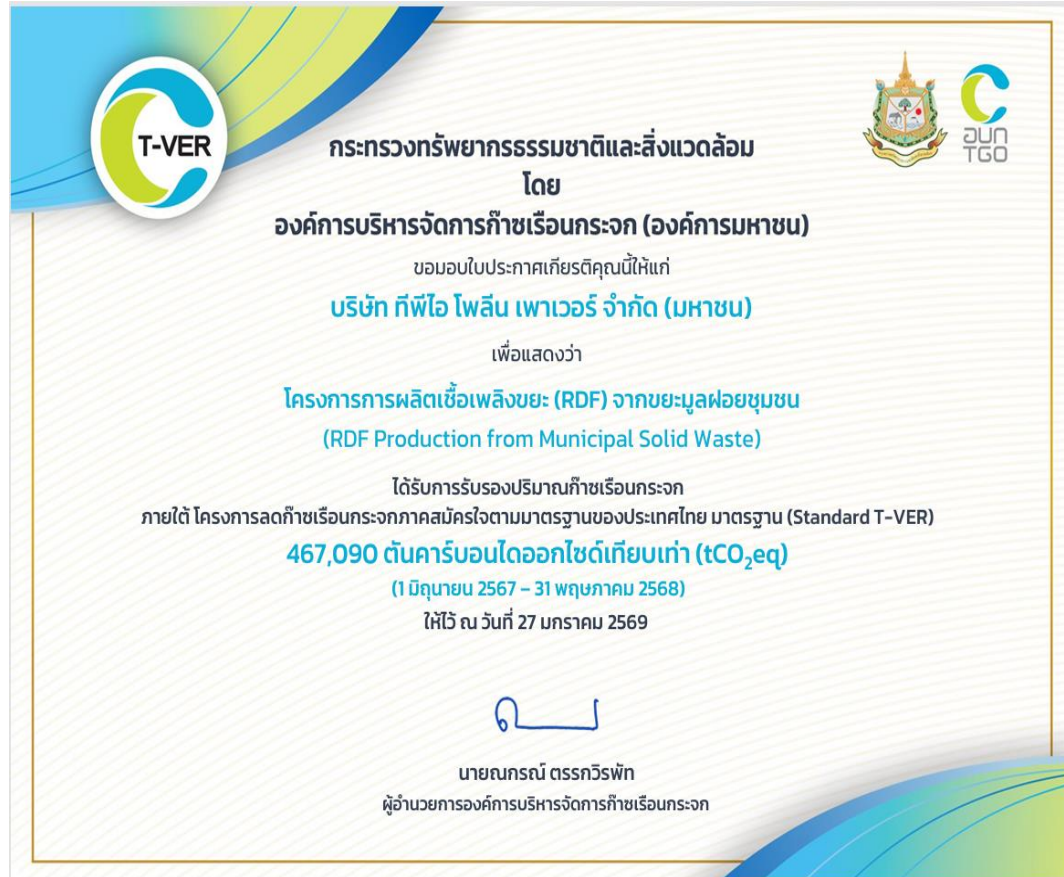 T-VER
อบก
TGO
กระทรวงทรัพยากรธรรมชาติและสิ่งแวดล้อม
โดย
องค์การบริหารจัดการก๊าซเรือนกระจก (องค์การมหาชน)
ขอมอบใบประกาศเกียรติคุณนี้ให้แก่
บริษัท ทีพีไอ โพลีน เพาเวอร์ จำกัด (มหาชน)
เพื่อแสดงว่า
โครงการการผลิตเชื้อเพลิงขยะ (RDF) จากขยะมูลฝอยชุมชน
(RDF Production from Municipal Solid Waste)
ได้รับการรับรองปริมาณก๊าซเรือนกระจก
ภายใต้ โครงการลดก๊าซเรือนกระจกภาคสมัครใจตามมาตรฐานของประเทศไทย มาตรฐาน (Standard T-VER)
467,090 ตันคาร์บอนไดออกไซด์เทียบเท่า (tCO₂eq)
(1 มิถุนายน 2567 – 31 พฤษภาคม 2568)
ให้ไว้ ณ วันที่ 27 มกราคม 2569
นายณกรณ์ ตรรกวิรพัท
ผู้อำนวยการองค์การบริหารจัดการก๊าซเรือนกระจก